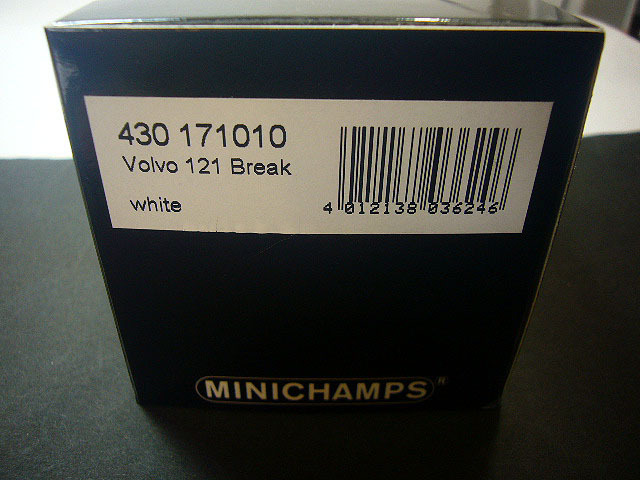 430 171010
Volvo 121 Break
white
4 012138 036246
MINICHAMPS®